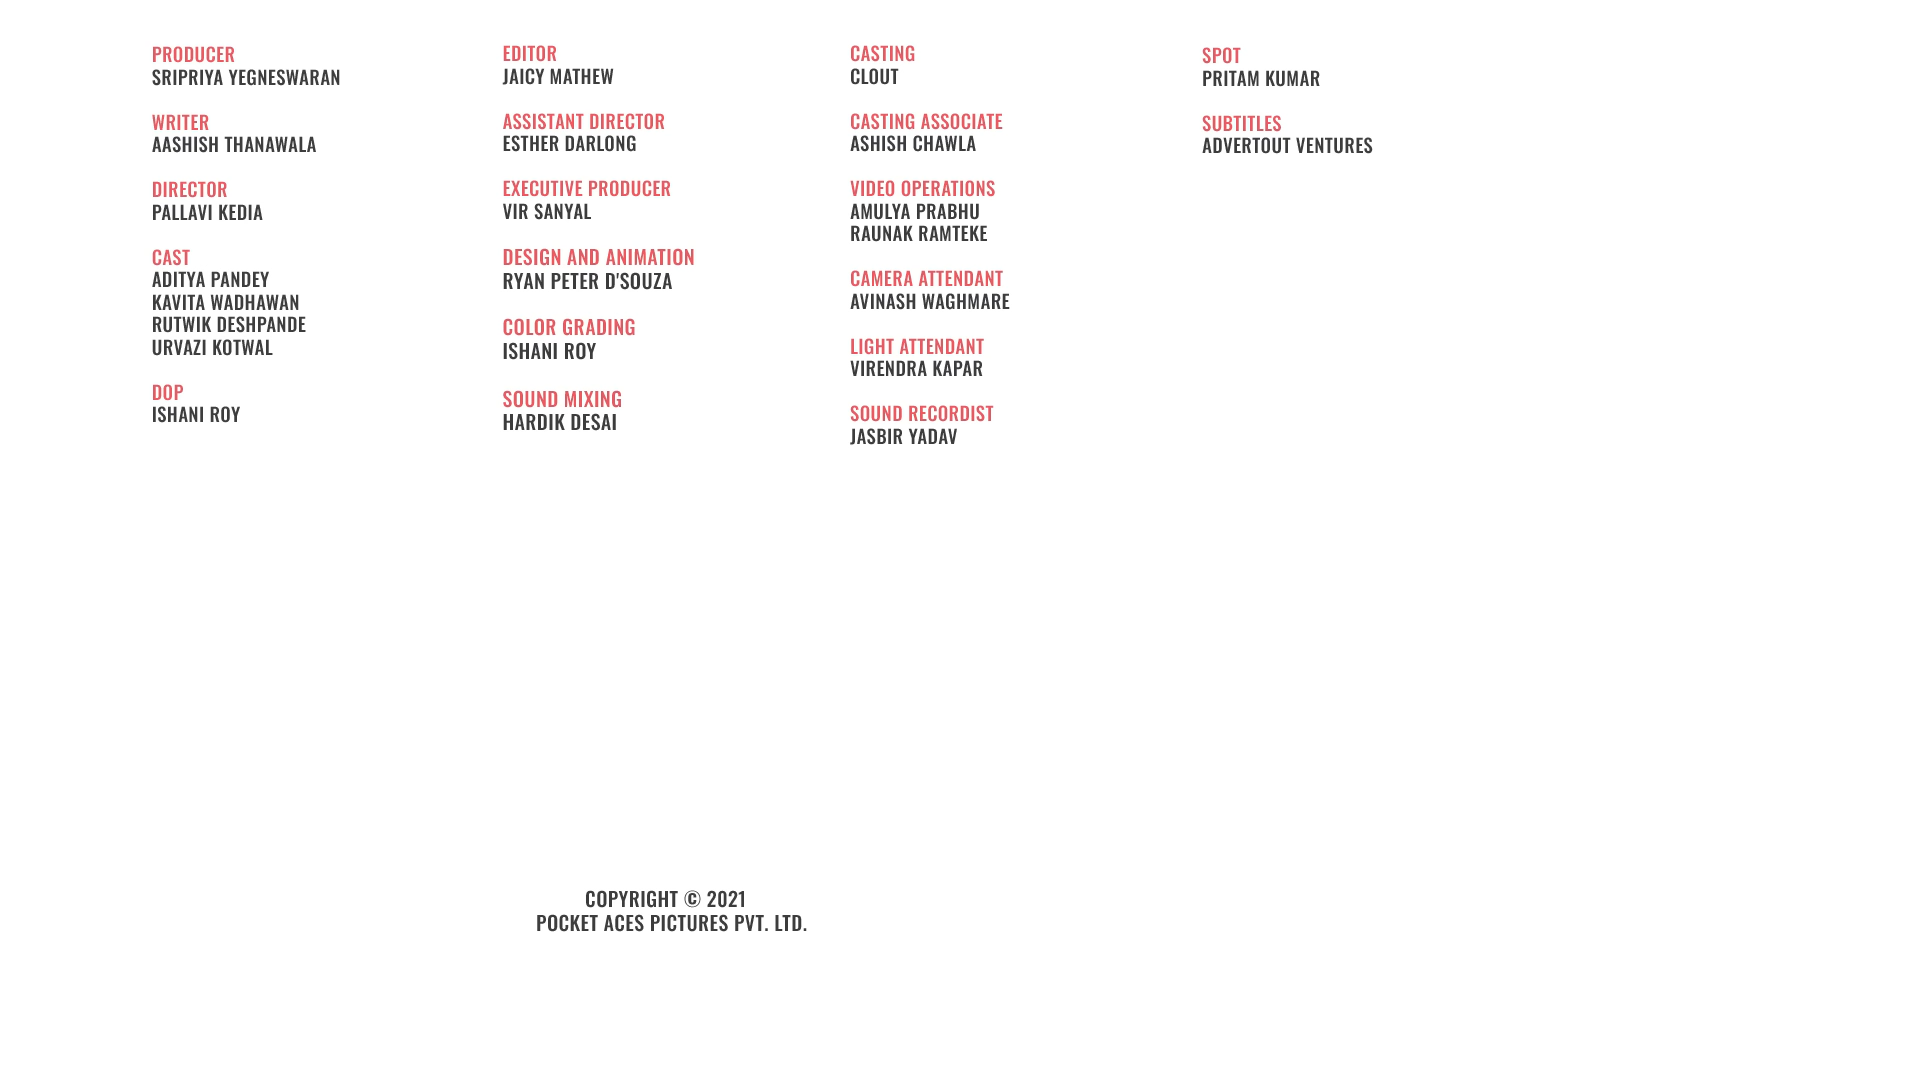 PRODUCER
SRIPRIYA YEGNESWARAN
WRITER
AASHISH THANAWALA
DIRECTOR
PALLAVI KEDIA
CAST
ADITYA PANDEY
KAVITA WADHAWAN
RUTWIK DESHPANDE
URVAZI KOTWAL
DOP
ISHANI ROY
EDITOR
JAICY MATHEW
ASSISTANT DIRECTOR
ESTHER DARLONG
EXECUTIVE PRODUCER
VIR SANYAL
DESIGN AND ANIMATION
RYAN PETER D'SOUZA
COLOR GRADING
ISHANI ROY
SOUND MIXING
HARDIK DESAI
CASTING
CLOUT
CASTING ASSOCIATE
ASHISH CHAWLA
VIDEO OPERATIONS
AMULYA PRABHU
RAUNAK RAMTEKE
CAMERA ATTENDANT
AVINASH WAGHMARE
LIGHT ATTENDANT
VIRENDRA KAPAR
SOUND RECORDIST
JASBIR YADAV
SPOT
PRITAM KUMAR
SUBTITLES
ADVERTOUT VENTURES
COPYRIGHT © 2021
POCKET ACES PICTURES PVT. LTD.